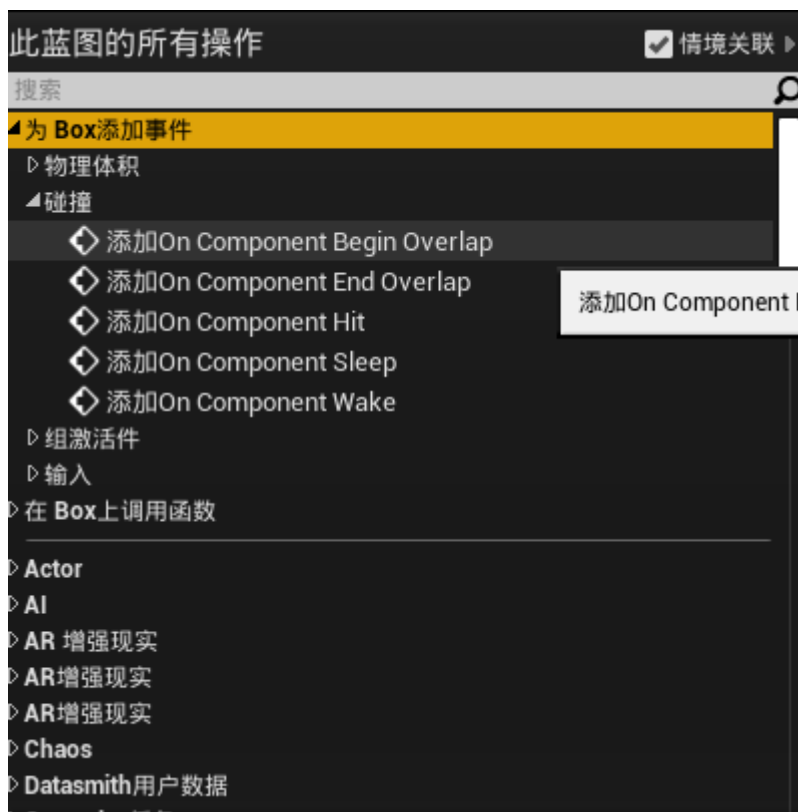 此蓝图的所有操作
情境关联
搜索
为 Box添加事件
物理体积
碰撞
添加On Component Begin Overlap
添加On Component End Overlap
添加On Component
添加On Component Hit
添加On Component Sleep
添加On Component Wake
组激活件
输入
在 Box上调用函数
Actor
AI
AR 增强现实
AR增强现实
AR增强现实
Chaos
Datasmith用户数据